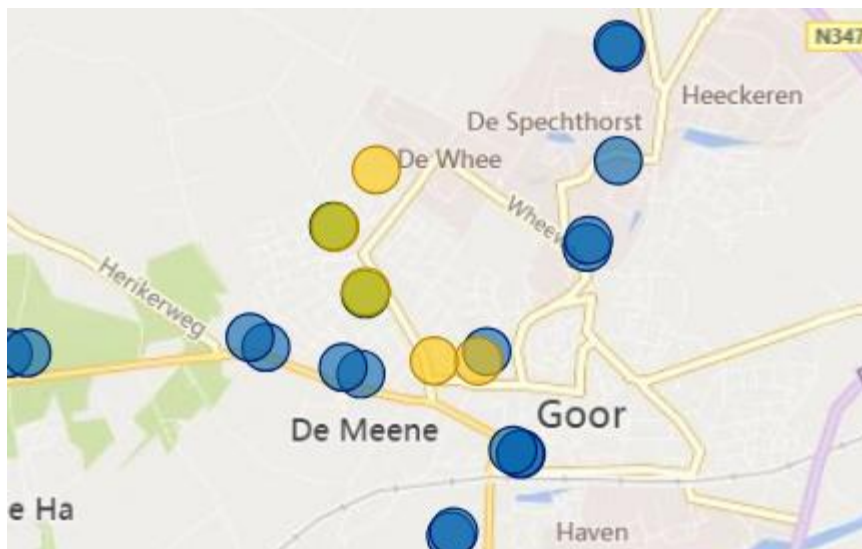 N347
Heeckeren
De Spechthorst
De Whee
Herikerweg
De Meene
Goor
e Ha
Haven